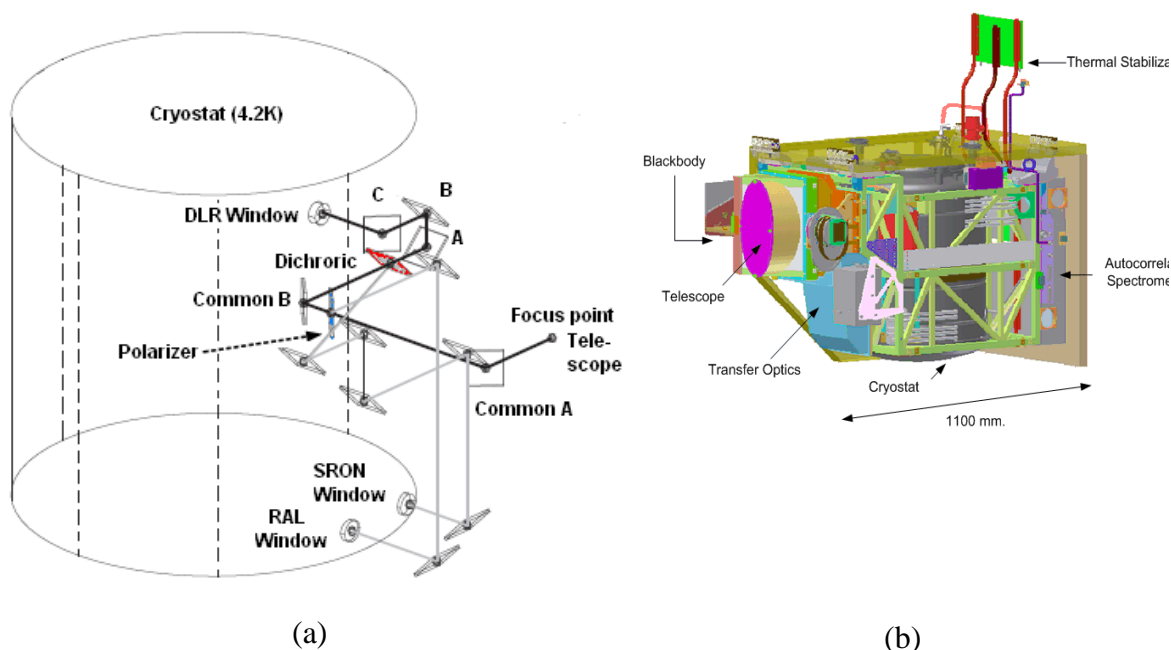 Cryostat (4.2K)
C
B
DLR Window
A
Dichroric
Common B
Focus point
Tele-
scope
Polarizer
Common A
SRON
Window
RAL
Window
(a)
Thermal Stabiliza
Blackbody
Telescope
Autocorrela
Spectrome
Transfer Optics
Cryostat
1100 mm.
(b)